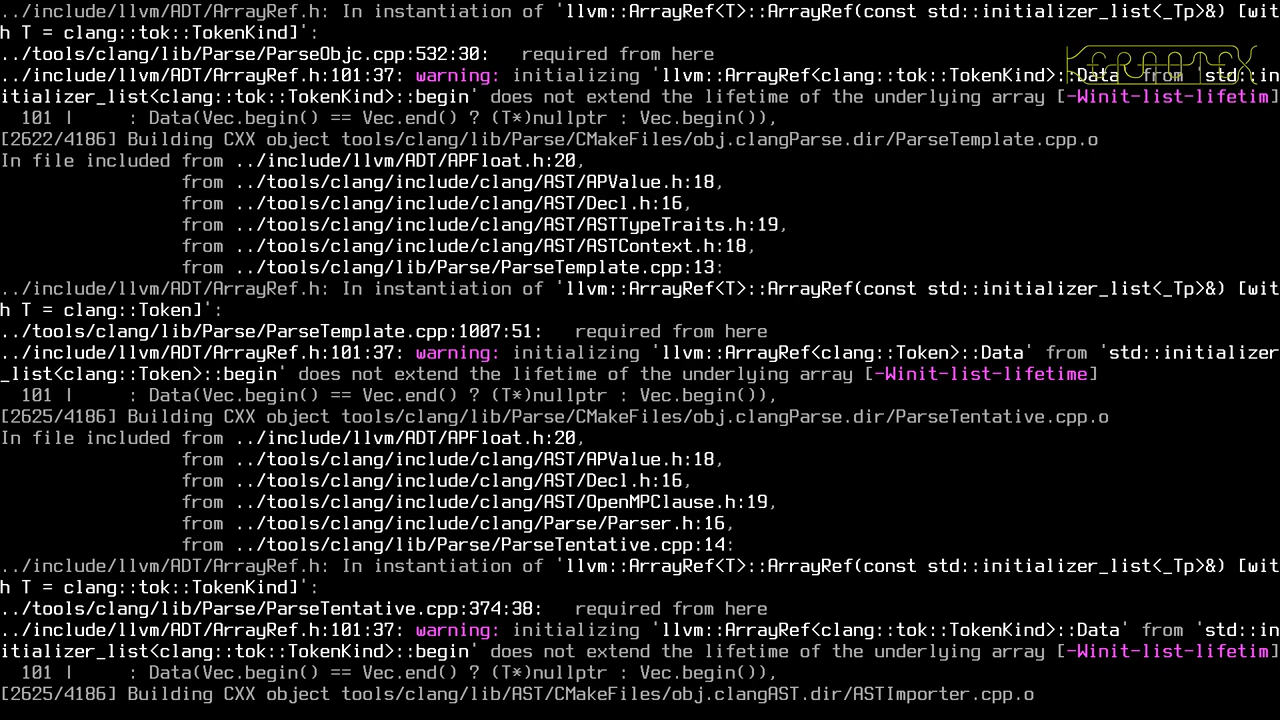 ../include/llvm/ADT/ArrayRef.h: In instantiation of 'llvm::ArrayRef<T>::ArrayRef(const std::initializer_list<_Tp>&) [wit
h T = clang::tok::TokenKind]':
../tools/clang/lib/Parse/ParseObjc.cpp:532:30:   required from here
KERAATEX
../include/llvm/ADT/ArrayRef.h:101:37: warning: initializing 'llvm::ArrayRef<clang::tok::TokenKind>::Data' from 'std::in
itializer_list<clang::tok::TokenKind>::begin' does not extend the lifetime of the underlying array [-Winit-list-lifetim]
  101 |     : Data(Vec.begin() == Vec.end() ? (T*)nullptr : Vec.begin()),
[2622/4186] Building CXX object tools/clang/lib/Parse/CMakeFiles/obj.clangParse.dir/ParseTemplate.cpp.o
In file included from ../include/llvm/ADT/APFloat.h:20,
                 from ../tools/clang/include/clang/AST/APValue.h:18,
                 from ../tools/clang/include/clang/AST/Decl.h:16,
                 from ../tools/clang/include/clang/AST/ASTTypeTraits.h:19,
                 from ../tools/clang/include/clang/AST/ASTContext.h:18,
                 from ../tools/clang/lib/Parse/ParseTemplate.cpp:13:
../include/llvm/ADT/ArrayRef.h: In instantiation of 'llvm::ArrayRef<T>::ArrayRef(const std::initializer_list<_Tp>&) [wit
h T = clang::Token]':
../tools/clang/lib/Parse/ParseTemplate.cpp:1007:51:   required from here
../include/llvm/ADT/ArrayRef.h:101:37: warning: initializing 'llvm::ArrayRef<clang::Token>::Data' from 'std::initializer
_list<clang::Token>::begin' does not extend the lifetime of the underlying array [-Winit-list-lifetime]
  101 |     : Data(Vec.begin() == Vec.end() ? (T*)nullptr : Vec.begin()),
[2625/4186] Building CXX object tools/clang/lib/Parse/CMakeFiles/obj.clangParse.dir/ParseTentative.cpp.o
In file included from ../include/llvm/ADT/APFloat.h:20,
                 from ../tools/clang/include/clang/AST/APValue.h:18,
                 from ../tools/clang/include/clang/AST/Decl.h:16,
                 from ../tools/clang/include/clang/AST/OpenMPClause.h:19,
                 from ../tools/clang/include/clang/Parse/Parser.h:16,
                 from ../tools/clang/lib/Parse/ParseTentative.cpp:14:
../include/llvm/ADT/ArrayRef.h: In instantiation of 'llvm::ArrayRef<T>::ArrayRef(const std::initializer_list<_Tp>&) [wit
h T = clang::tok::TokenKind]':
../tools/clang/lib/Parse/ParseTentative.cpp:374:38:   required from here
../include/llvm/ADT/ArrayRef.h:101:37: warning: initializing 'llvm::ArrayRef<clang::tok::TokenKind>::Data' from 'std::in
itializer_list<clang::tok::TokenKind>::begin' does not extend the lifetime of the underlying array [-Winit-list-lifetim]
  101 |     : Data(Vec.begin() == Vec.end() ? (T*)nullptr : Vec.begin()),
[2625/4186] Building CXX object tools/clang/lib/AST/CMakeFiles/obj.clangAST.dir/ASTImporter.cpp.o